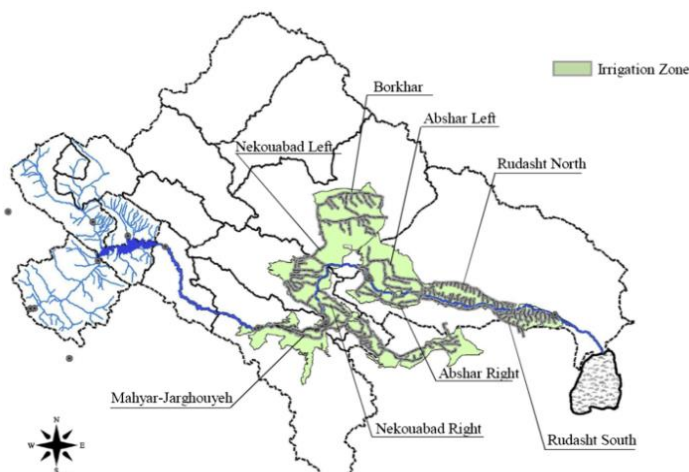 Irrigation Zone
Borkhar
Abshar Left
Nekouabad Left
Rudasht North
Abshar Right
Mahyar-Jarghouyeh
Nekouabad Right
Rudasht South
N
W E
S